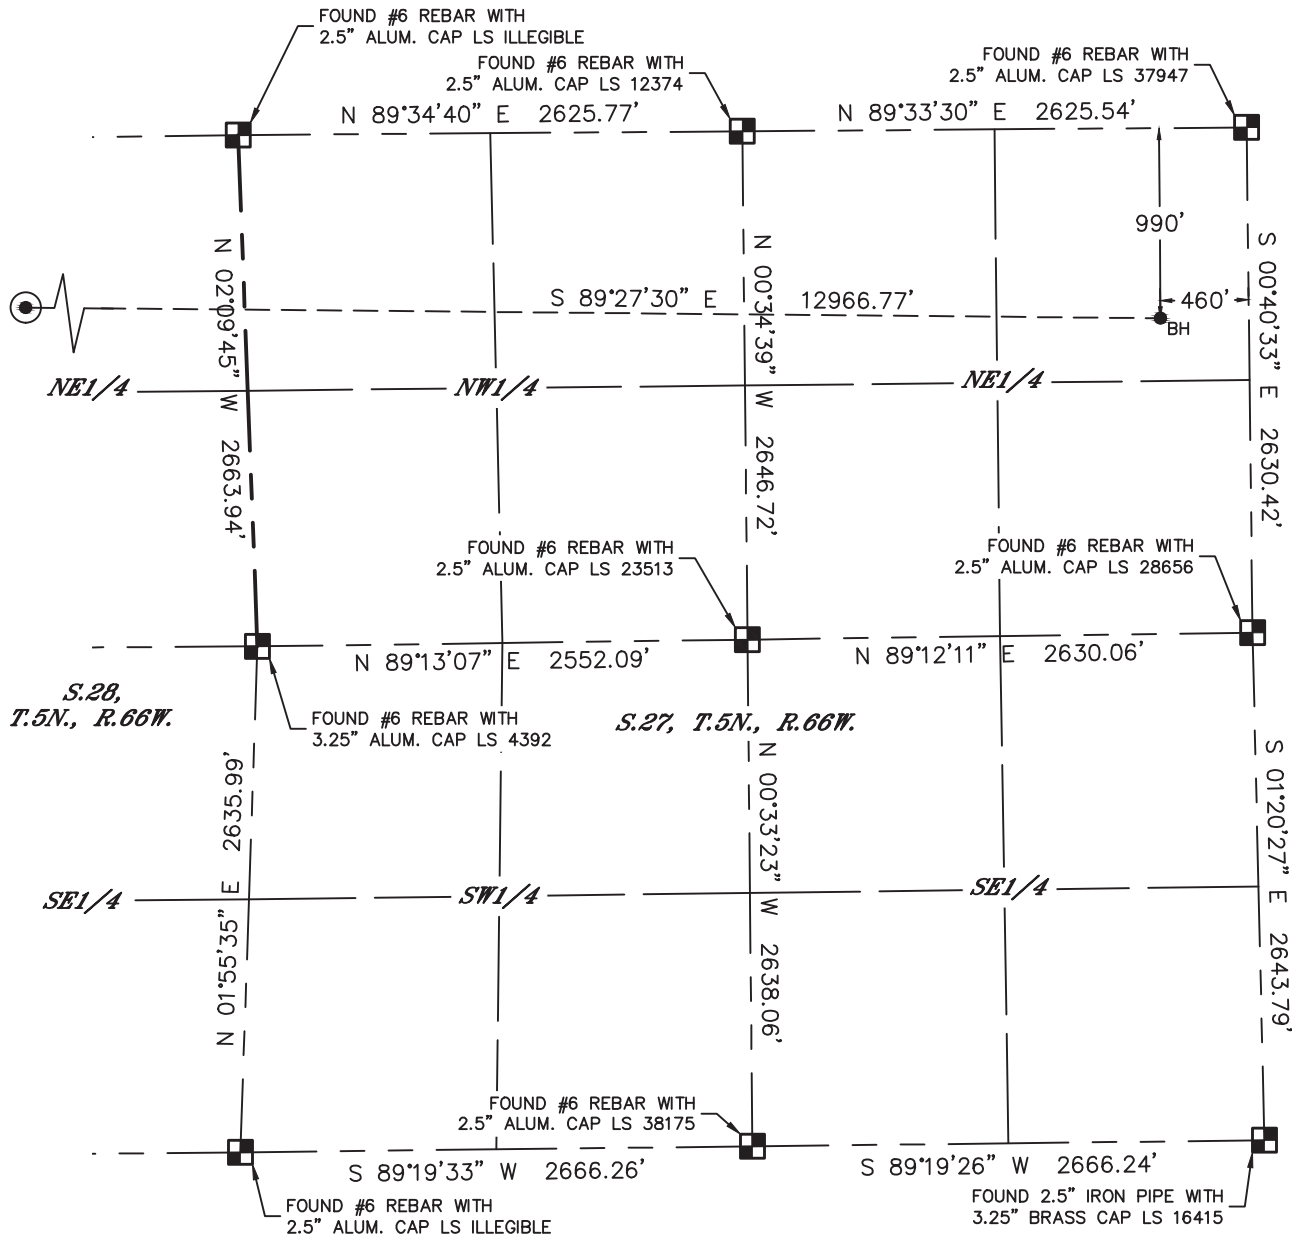 FOUND #6 REBAR WITH
2.5" ALUM. CAP LS ILLEGIBLE
FOUND #6 REBAR WITH
2.5" ALUM. CAP LS 12374
FOUND #6 REBAR WITH
2.5" ALUM. CAP LS 37947
N 89°34'40" E 2625.77'
N 89°33'30" E 2625.54'
990'
460'
BH
S 89°27'30" E 12966.77'
N 02°09'45" W 2663.94'
N 00°34'39" W 2646.72'
S 00°40'33" E 2630.42'
NE1/4
NW1/4
NE1/4
FOUND #6 REBAR WITH
2.5" ALUM. CAP LS 23513
FOUND #6 REBAR WITH
2.5" ALUM. CAP LS 28656
N 89°13'07" E 2552.09'
N 89°12'11" E 2630.06'
S.28,
T.5N., R.66W.
FOUND #6 REBAR WITH
3.25" ALUM. CAP LS 4392
S.27, T.5N., R.66W.
N 01°55'35" E 2635.99'
N 00°33'23" W 2638.06'
S 01°20'27" E 2643.79'
SE1/4
SW1/4
SE1/4
FOUND #6 REBAR WITH
2.5" ALUM. CAP LS 38175
S 89°19'33" W 2666.26'
S 89°19'26" W 2666.24'
FOUND #6 REBAR WITH
2.5" ALUM. CAP LS ILLEGIBLE
FOUND 2.5" IRON PIPE WITH
3.25" BRASS CAP LS 16415